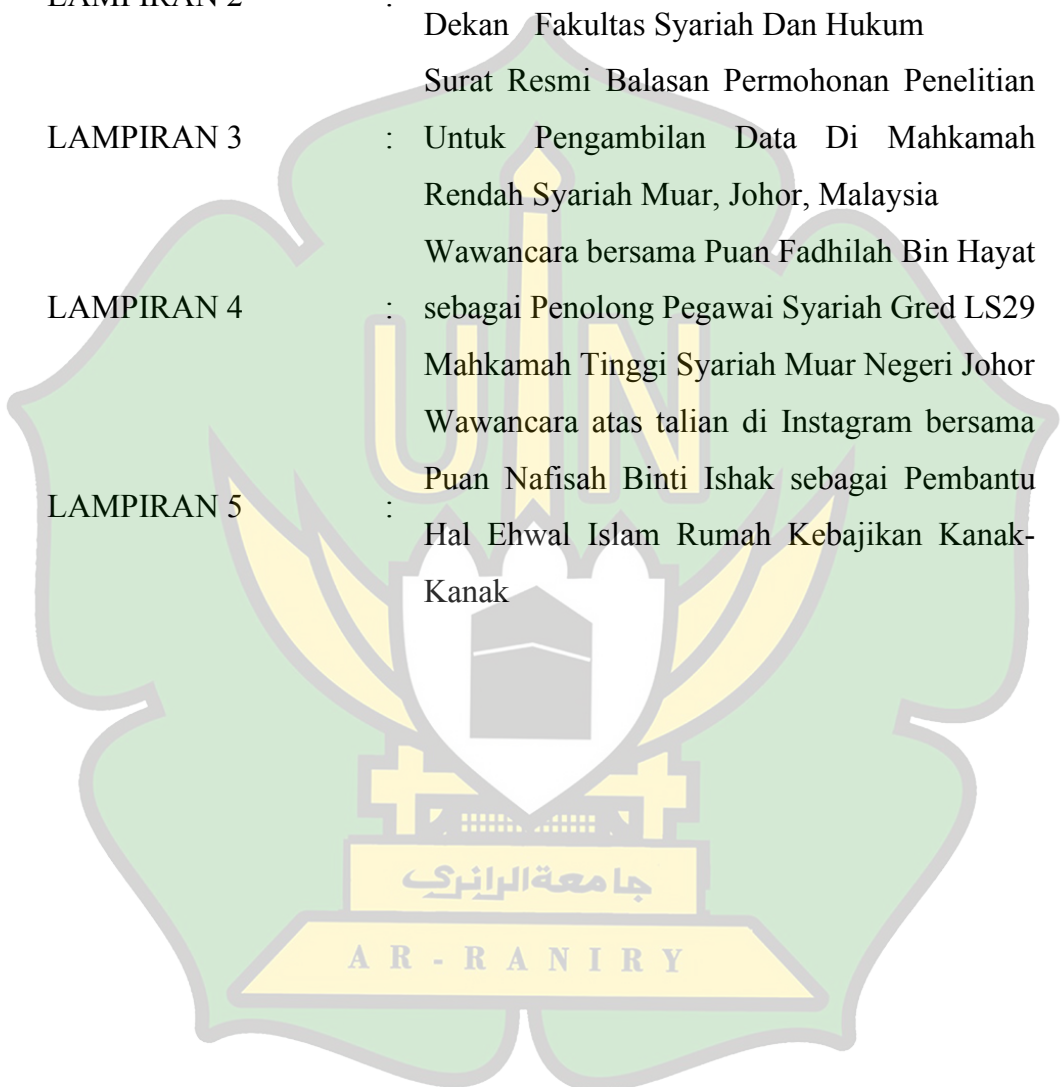 LAMPIRAN 2 :
Dekan Fakultas Syariah Dan Hukum
Surat Resmi Balasan Permohonan Penelitian
LAMPIRAN 3 : Untuk Pengambilan Data Di Mahkamah
Rendah Syariah Muar, Johor, Malaysia
Wawancara bersama Puan Fadhilah Bin Hayat
LAMPIRAN 4 : sebagai Penolong Pegawai Syariah Gred LS29
Mahkamah Tinggi Syariah Muar Negeri Johor
Wawancara atas talian di Instagram bersama
Puan Nafisah Binti Ishak sebagai Pembantu
LAMPIRAN 5 :
Hal Ehwal Islam Rumah Kebajikan Kanak-
Kanak
UIN
جامعةالرانري
AR-RANIRY